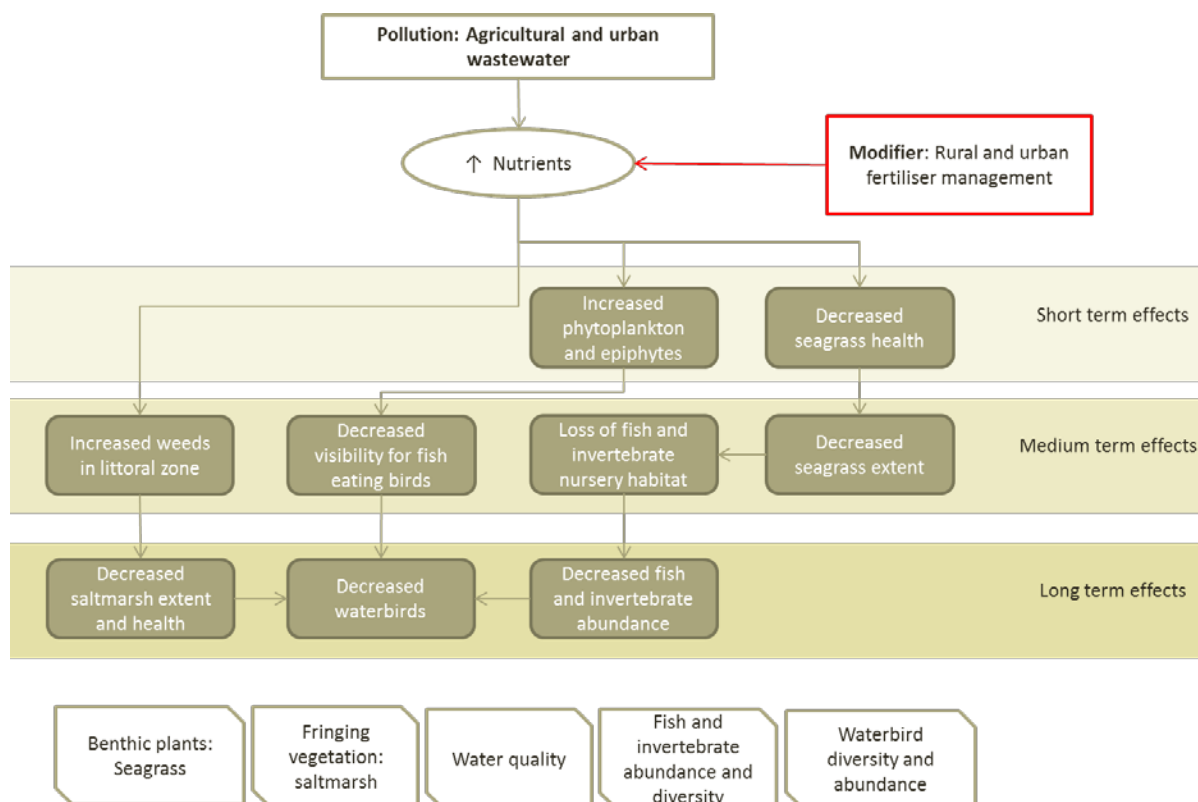 Pollution: Agricultural and urban
wastewater
↑ Nutrients
Modifier: Rural and urban
fertiliser management
Increased
phytoplankton
and epiphytes
Decreased
seagrass health
Short term effects
Increased weeds
in littoral zone
Decreased
visibility for fish
eating birds
Loss of fish and
invertebrate
nursery habitat
Decreased
seagrass extent
Medium term effects
Decreased
saltmarsh extent
and health
Decreased
waterbirds
Decreased fish
and invertebrate
abundance
Long term effects
Benthic plants:
Seagrass
Fringing
vegetation:
saltmarsh
Water quality
Fish and
invertebrate
abundance and
diversity
Waterbird
diversity and
abundance